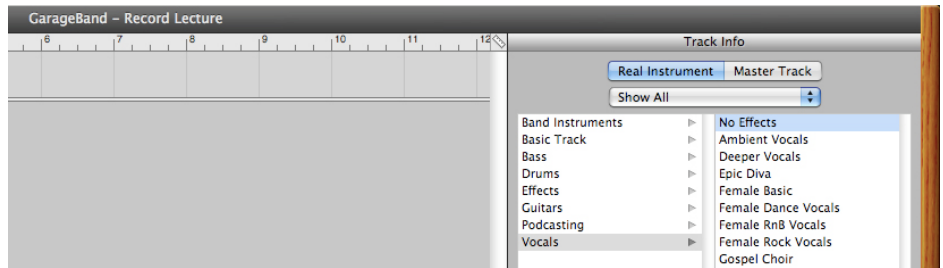 GarageBand – Record Lecture
6 7 8 9 10 11 12
Track Info
Real Instrument Master Track
Show All
Band Instruments
Basic Track
Bass
Drums
Effects
Guitars
Podcasting
Vocals
No Effects
Ambient Vocals
Deeper Vocals
Epic Diva
Female Basic
Female Dance Vocals
Female RnB Vocals
Female Rock Vocals
Gospel Choir